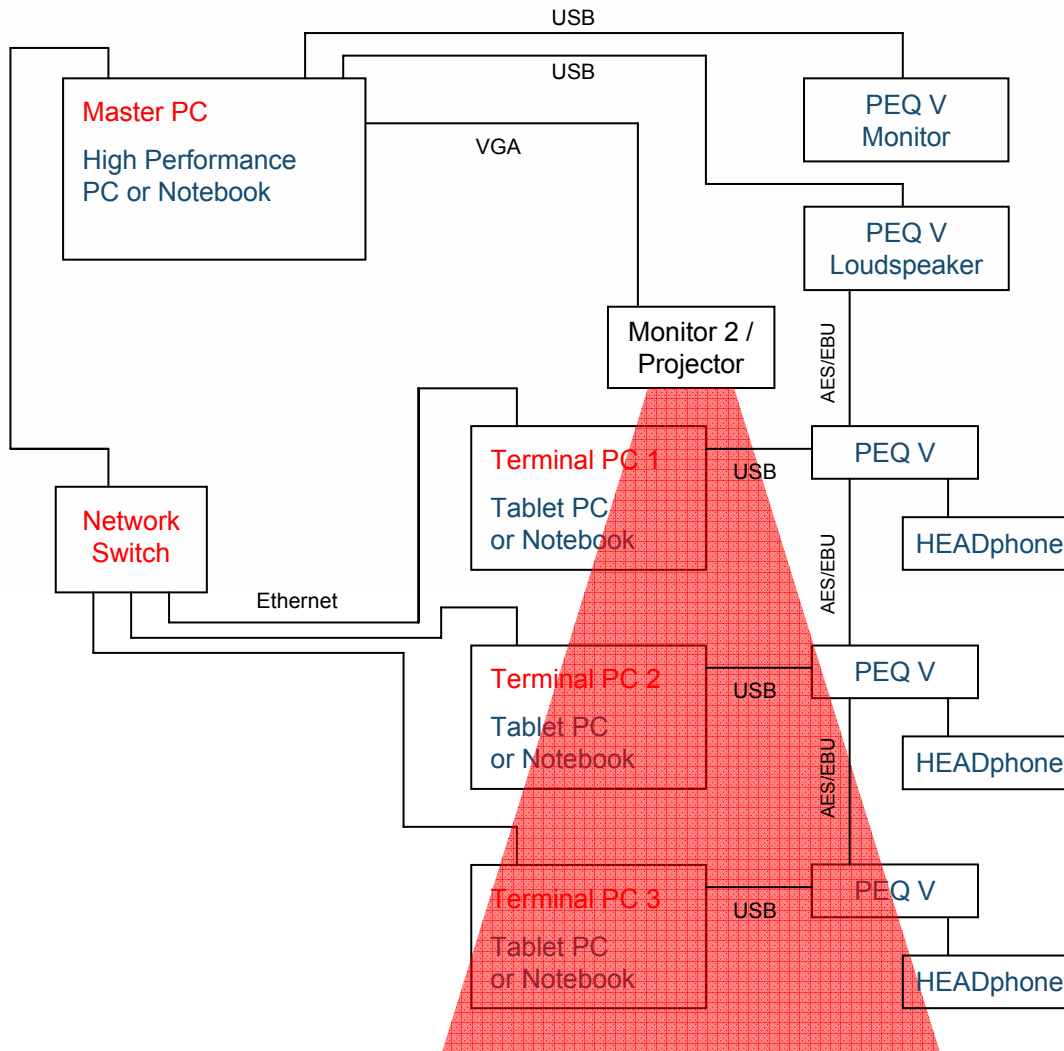 USB
USB
Master PC
High Performance
PC or Notebook
VGA
PEQ V
Monitor
PEQ V
Loudspeaker
Monitor 2 /
Projector
AES/EBU
Terminal PC 1
Tablet PC
or Notebook
USB
PEQ V
HEADphone
Network
Switch
Ethernet
AES/EBU
Terminal PC 2
Tablet PC
or Notebook
USB
PEQ V
HEADphone
AES/EBU
Terminal PC 3
Tablet PC
or Notebook
USB
PEQ V
HEADphone